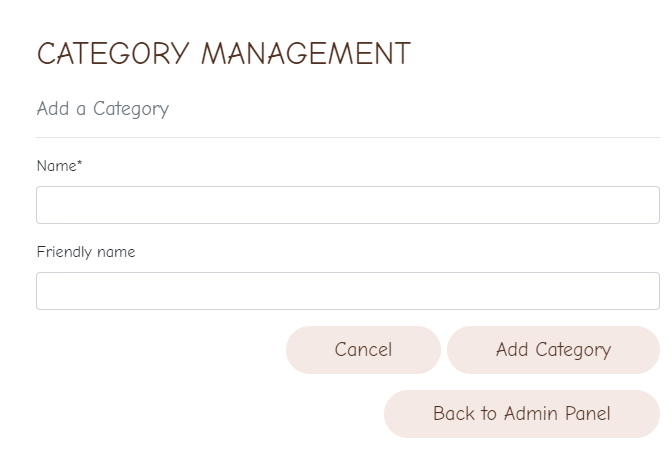 CATEGORY MANAGEMENT
Add a Category
Name*
Friendly name
Cancel Add Category
Back to Admin Panel